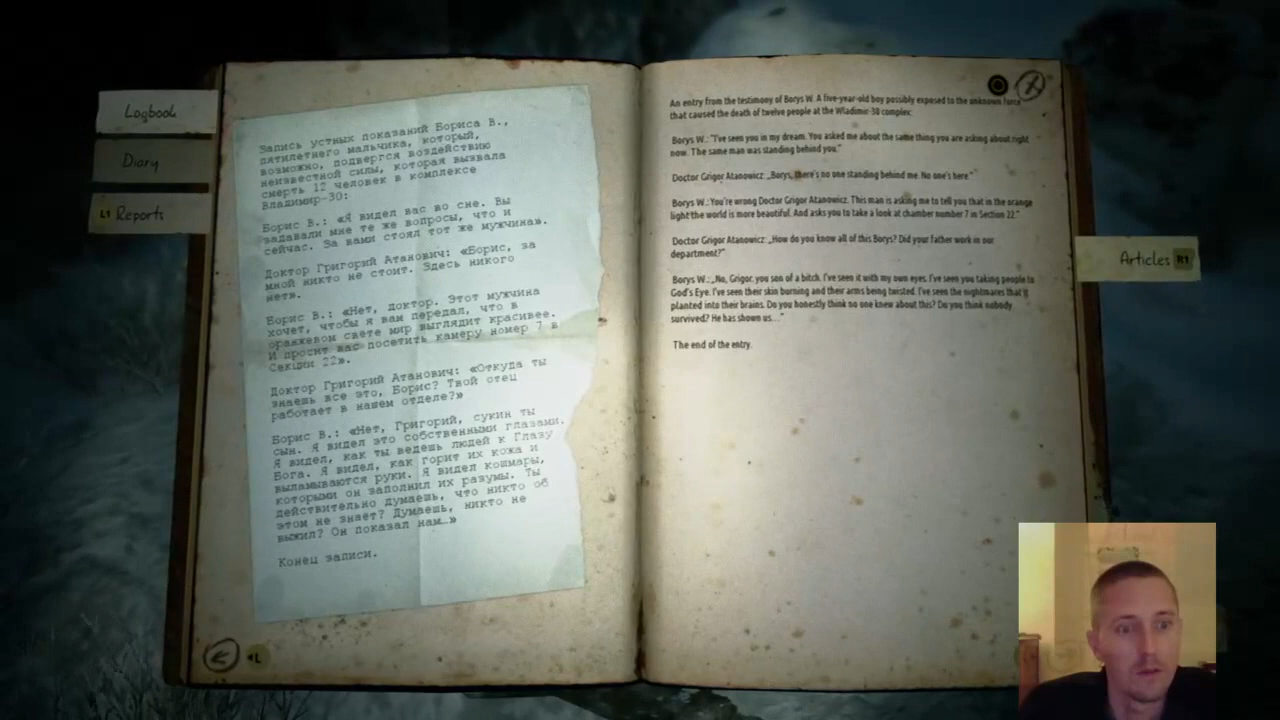 Logbook
Diary
L1 Reports
Запись устных показаний Бориса В.,
пятилетнего мальчика, который,
возможно, подвергся воздействию
неизвестной силы, которая вызвала
смерть 12 человек в комплексе
Владимир-30:
Борис В.: «Я видел вас во сне. Вы
задавали мне те же вопросы, что и
сейчас. За вами стоял тот же мужчина».
Доктор Григорий Атанович: «Борис, за
мной никто не стоит. Здесь никого
нет».
Борис В.: «Нет, доктор. Этот мужчина
хочет, чтобы я вам передал, что в
оранжевом свете мир выглядит красивее.
И просит вас посетить камеру номер 7 в
Секции 22».
Доктор Григорий Атанович: «Откуда ты
знаешь все это, Борис? Твой отец
работает в нашем отделе?»
Борис В.: «Нет, Григорий, сукин ты
сын. Я видел это собственными глазами.
Я видел, как ты ведешь людей к Глазу
Бога. Я видел, как горит их кожа и
выламываются руки. Я видел кошмары,
которыми он заполнил их разумы. Ты
действительно думаешь, что никто об
этом не знает? Думаешь, никто не
выжил? Он показал нам…»
Конец записи.
L
An entry from the testimony of Borys W. A five-year-old boy possibly exposed to the unknown force
that caused the death of twelve people at the Wladimir-30 complex:
Borys W.: "I've seen you in my dream. You asked me about the same thing you are asking about right
now. The same man was standing behind you."
Doctor Grigor Atanowicz: „Borys, there's no one standing behind me. No one's here."
Borys W.: You're wrong Doctor Grigor Atanowicz. This man is asking me to tell you that in the orange
light the world is more beautiful. And asks you to take a look at chamber number 7 in Section 22."
Doctor Grigor Atanowicz: „How do you know all of this Borys? Did your father work in our
department?"
Borys W.: „No, Grigor, you son of a bitch. I've seen it with my own eyes. I've seen you taking people to
God's Eye. I've seen their skin burning and their arms being twisted. I've seen the nightmares that it
planted into their brains. Do you honestly think no one knew about this? Do you think nobody
survived? He has shown us…"
The end of the entry.
Articles R1